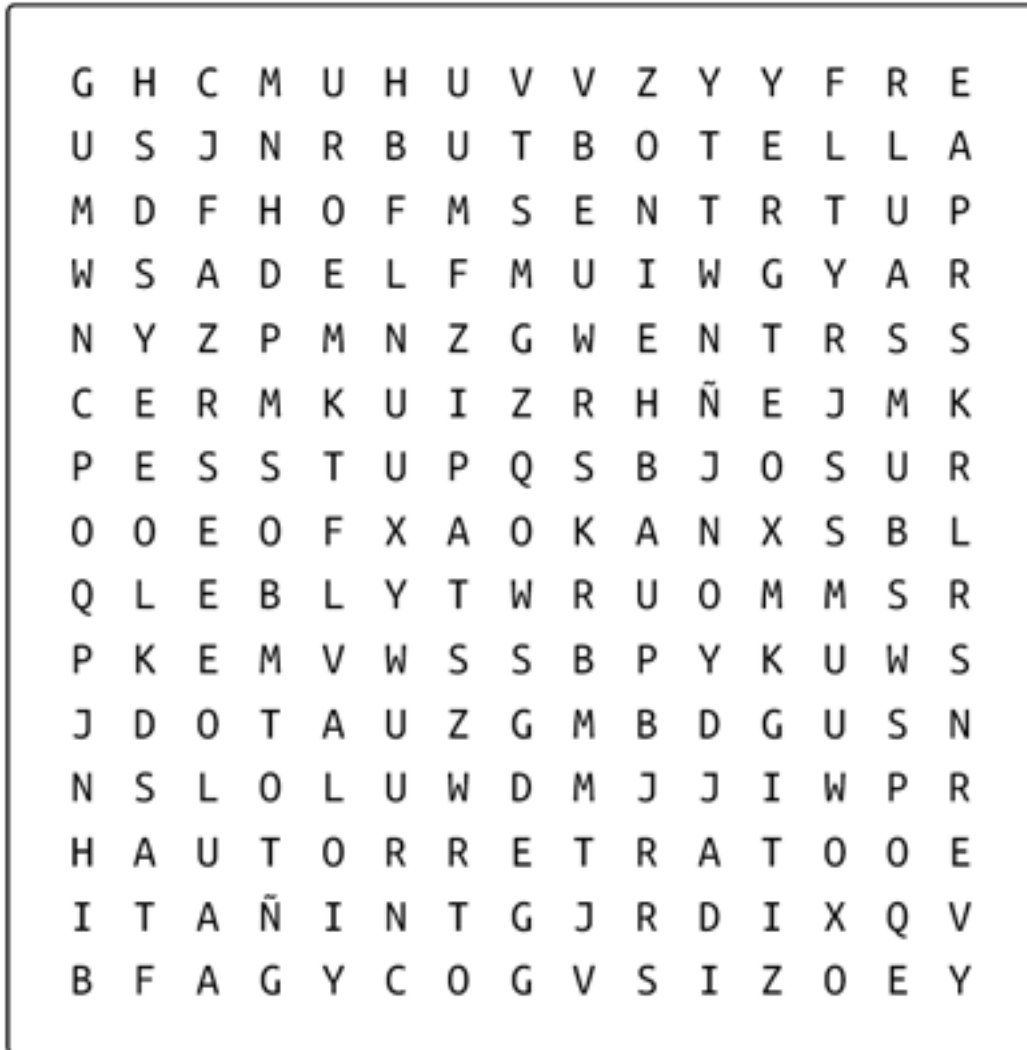 G H C M U H U V V Z Y Y F R E
U S J N R B U T B O T E L L A
M D F H O F M S E N T R T U P
W S A D E L F M U I W G Y A R
N Y Z P M N Z G W E N T R S S
C E R M K U I Z R H Ñ E J M K
P E S S T U P Q S B J O S U R
O O E O F X A O K A N X S B L
Q L E B L Y T W R U O M M S R
P K E M V W S S B P Y K U W S
J D O T A U Z G M B D G U S N
N S L O L U W D M J J I W P R
H A U T O R R E T R A T O O E
I T A Ñ I N T G J R D I X Q V
B F A G Y C O G V S I Z O E Y